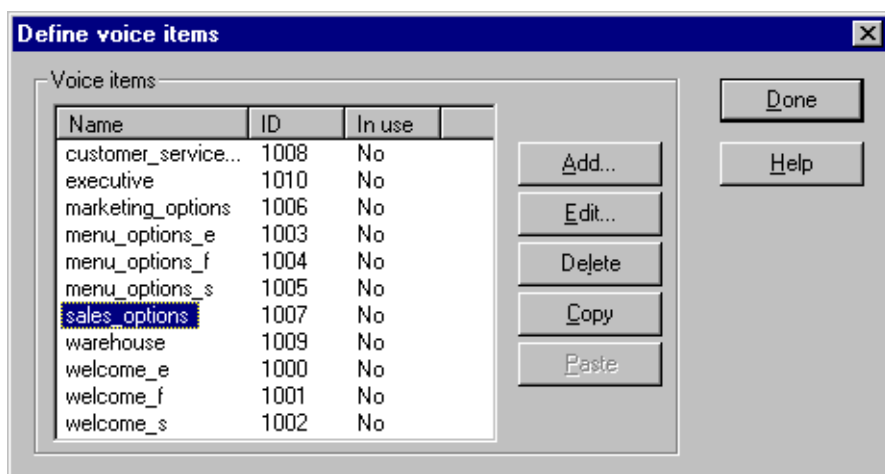 Define voice items
Voice items
Name ID In use
customer_service... 1008 No
executive 1010 No
marketing_options 1006 No
menu_options_e 1003 No
menu_options_f 1004 No
menu_options_s 1005 No
sales_options 1007 No
warehouse 1009 No
welcome_e 1000 No
welcome_f 1001 No
welcome_s 1002 No
Add...
Edit...
Delete
Copy
Paste
Done
Help